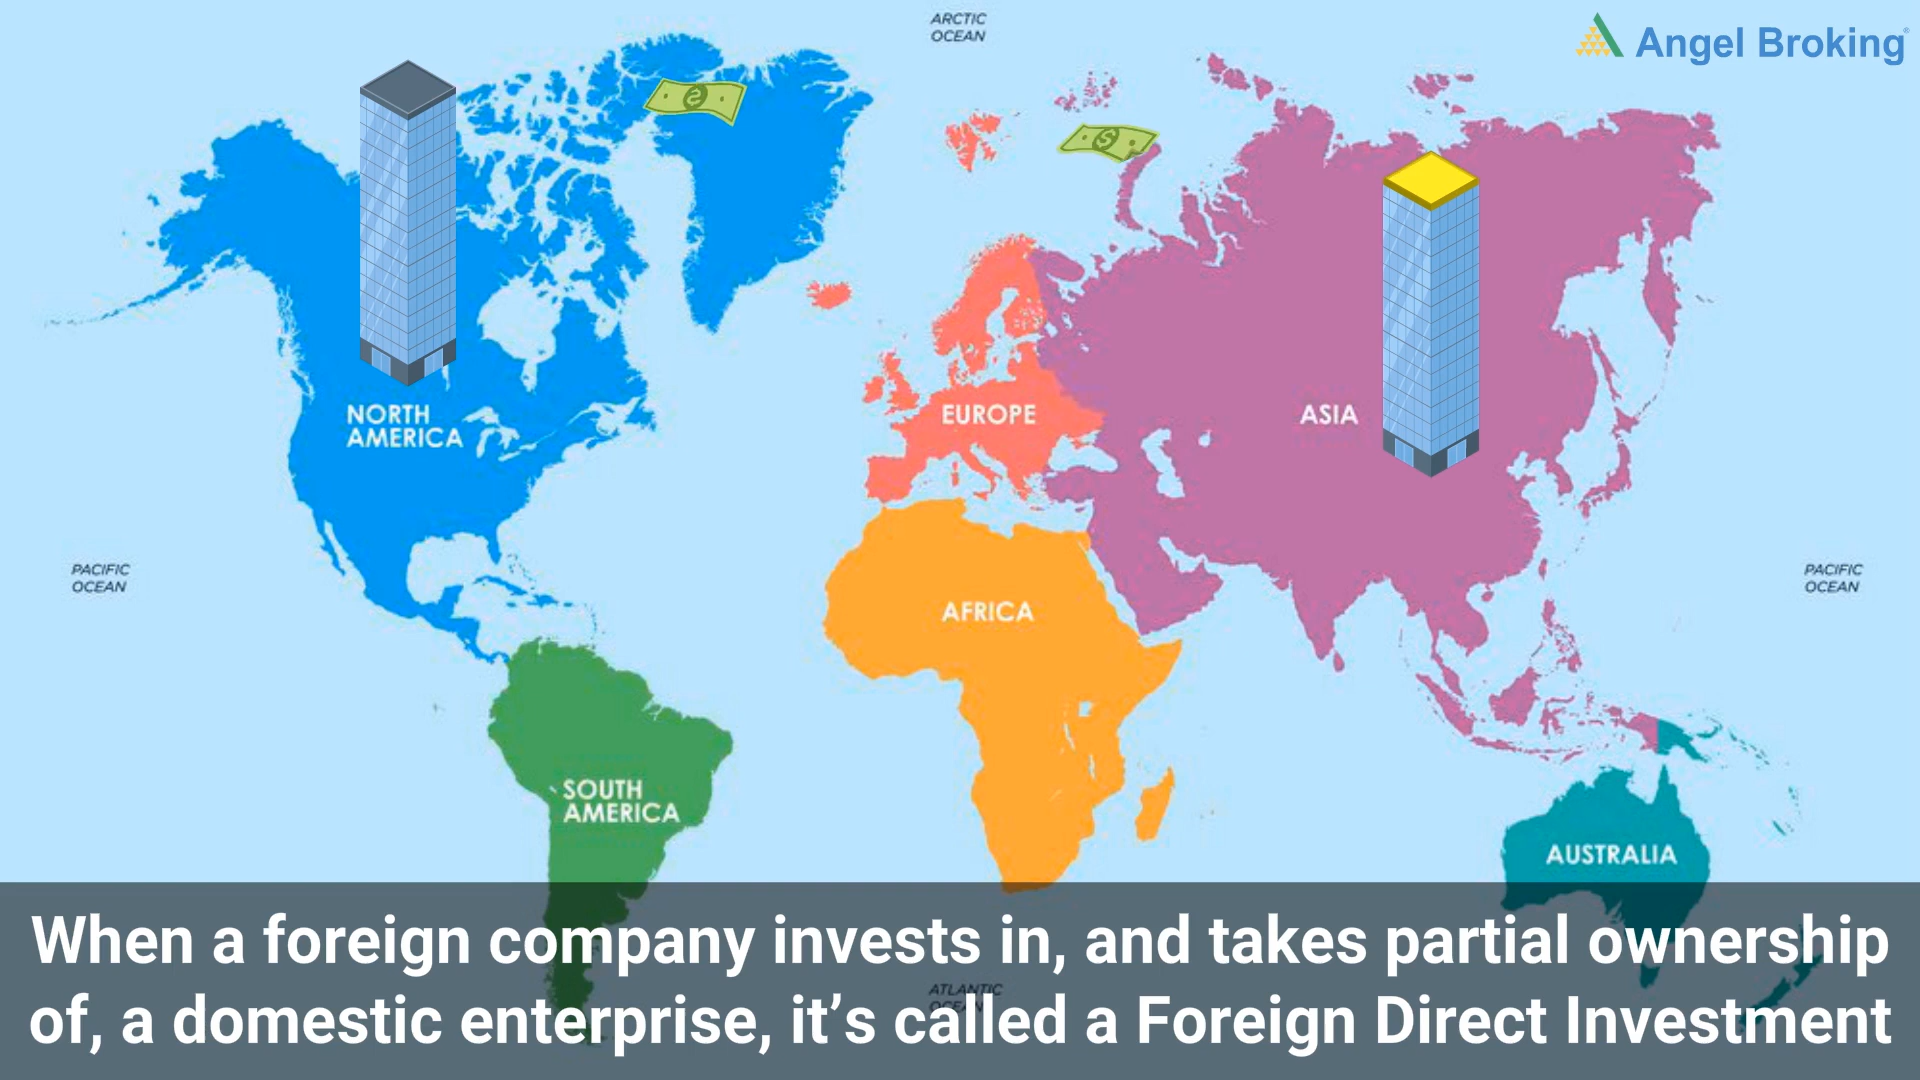 ARCTIC
OCEAN
Angel Broking
NORTH
AMERICA
EUROPE
ASIA
PACIFIC
OCEAN
PACIFIC
OCEAN
AFRICA
SOUTH
AMERICA
AUSTRALIA
When a foreign company invests in, and takes partial ownership
of, a domestic enterprise, it’s called a Foreign Direct Investment
ATLANTIC
OCEAN